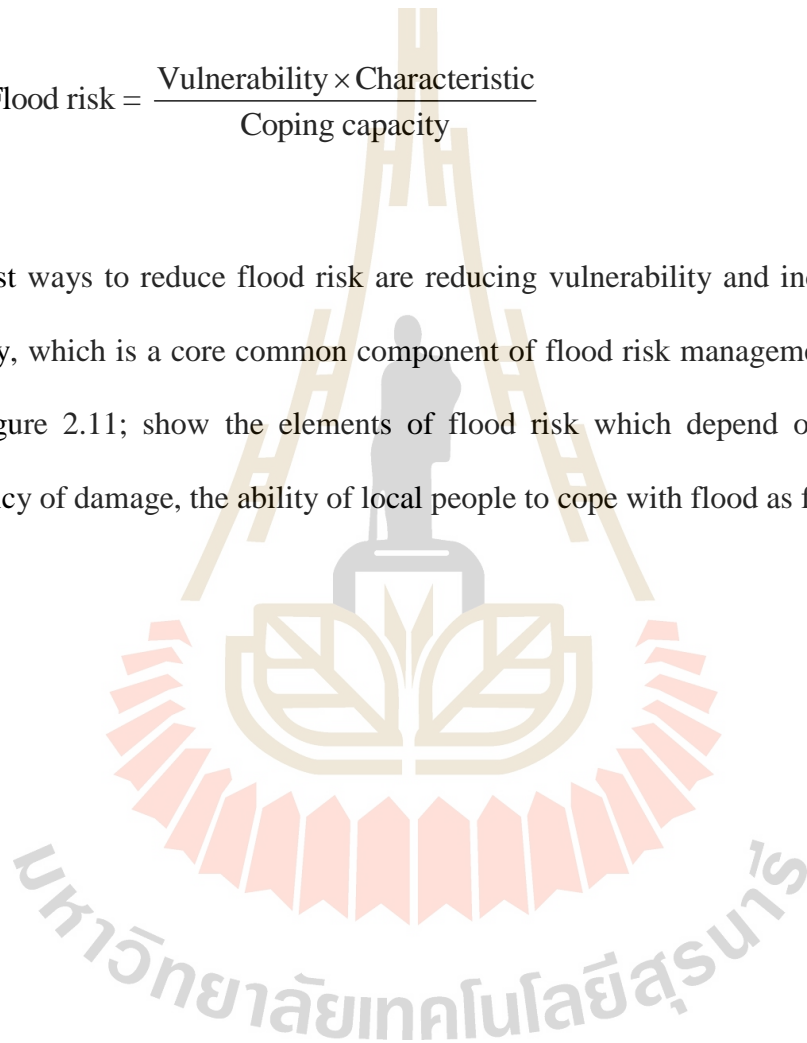 Flood risk = Vulnerability × Characteristic / Coping capacity
st ways to reduce flood risk are reducing vulnerability and in
y, which is a core common component of flood risk managem
gure 2.11; show the elements of flood risk which depend o
cy of damage, the ability of local people to cope with flood as f
มหาวิทยาลัยเทคโนโลยีสุรนารี